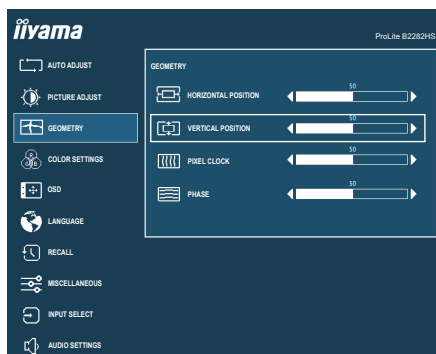 iiyama
ProLite B2282HS
AUTO ADJUST
PICTURE ADJUST
GEOMETRY
COLOR SETTINGS
OSD
LANGUAGE
RECALL
MISCELLANEOUS
INPUT SELECT
AUDIO SETTINGS
GEOMETRY
HORIZONTAL POSITION
50
VERTICAL POSITION
50
PIXEL CLOCK
50
PHASE
50